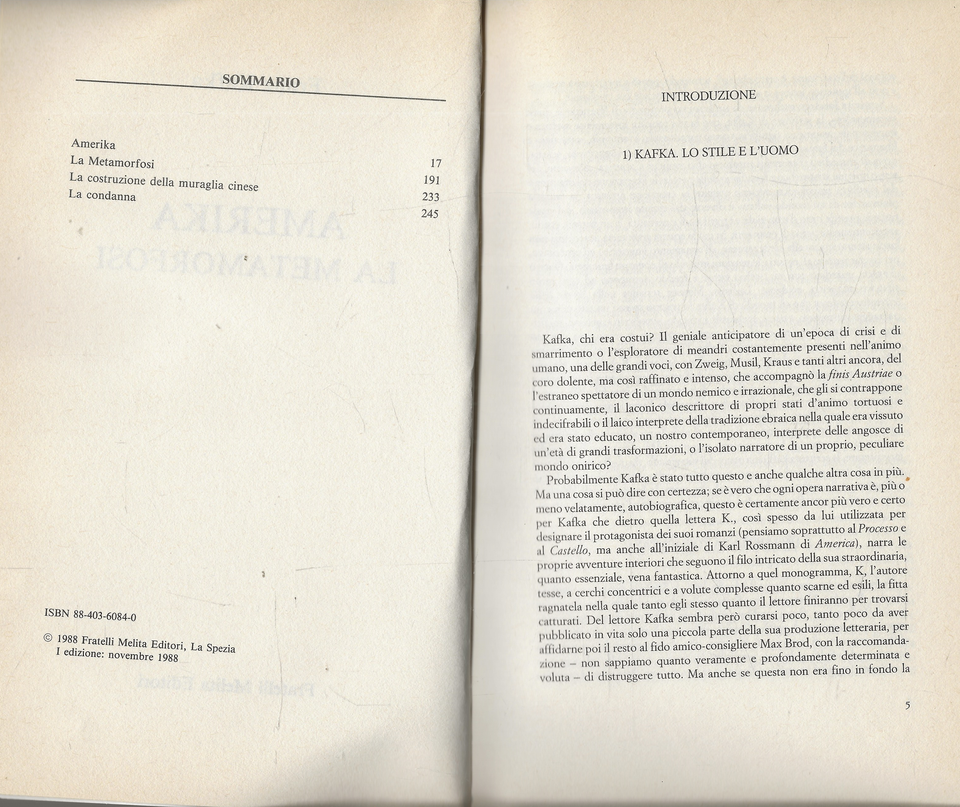 SOMMARIO
Amerika 17
La Metamorfosi 191
La costruzione della muraglia cinese 233
La condanna 245
ISBN 88-403-6084-0
© 1988 Fratelli Melita Editori, La Spezia
I edizione: novembre 1988
INTRODUZIONE
1) KAFKA. LO STILE E L'UOMO
Kafka, chi era costui? Il geniale anticipatore di un'epoca di crisi e di
smarrimento o l'esploratore di meandri costantemente presenti nell'animo
umano, una delle grandi voci, con Zweig, Musil, Kraus e tanti altri ancora, del
coro dolente, ma così raffinato e intenso, che accompagnò la finis Austriae o
l'estraneo spettatore di un mondo nemico e irrazionale, che gli si contrappone
continuamente, il laconico descrittore di propri stati d'animo tortuosi e
indecifrabili o il laico interprete della tradizione ebraica nella quale era vissuto
ed era stato educato, un nostro contemporaneo, interprete delle angosce di
un'età di grandi trasformazioni, o l'isolato narratore di un proprio, peculiare
mondo onirico?
Probabilmente Kafka è stato tutto questo e anche qualche altra cosa in più.
Ma una cosa si può dire con certezza; se è vero che ogni opera narrativa è, più o
meno velatamente, autobiografica, questo è certamente ancor più vero e certo
per Kafka che dietro quella lettera K., così spesso da lui utilizzata per
designare il protagonista dei suoi romanzi (pensiamo soprattutto al Processo e
al Castello, ma anche all'iniziale di Karl Rossmann di America), narra le
proprie avventure interiori che seguono il filo intricato della sua straordinaria,
quanto essenziale, vena fantastica. Attorno a quel monogramma, K, l'autore
tesse, a cerchi concentrici e a volute complesse quanto scarne ed esili, la fitta
ragnatela nella quale tanto egli stesso quanto il lettore finiranno per trovarsi
catturati. Del lettore Kafka sembra però curarsi poco, tanto poco da aver
pubblicato in vita solo una piccola parte della sua produzione letteraria, per
affidarne poi il resto al fido amico-consigliere Max Brod, con la raccomanda-
zione – non sappiamo quanto veramente e profondamente determinata e
voluta – di distruggere tutto. Ma anche se questa non era fino in fondo la
5